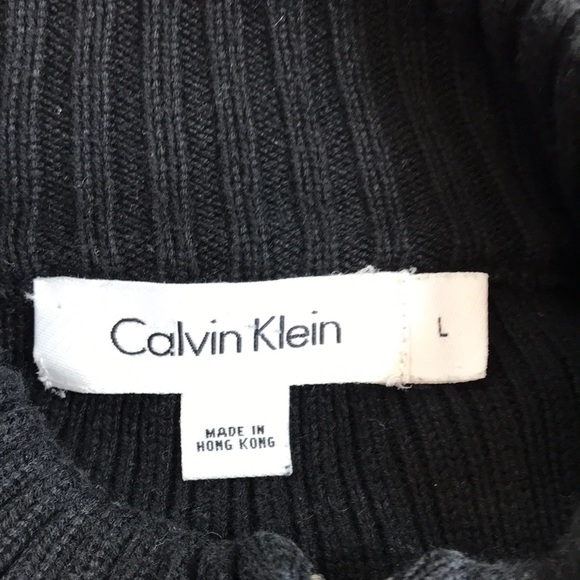 Calvin Klein
L
MADE IN
HONG KONG